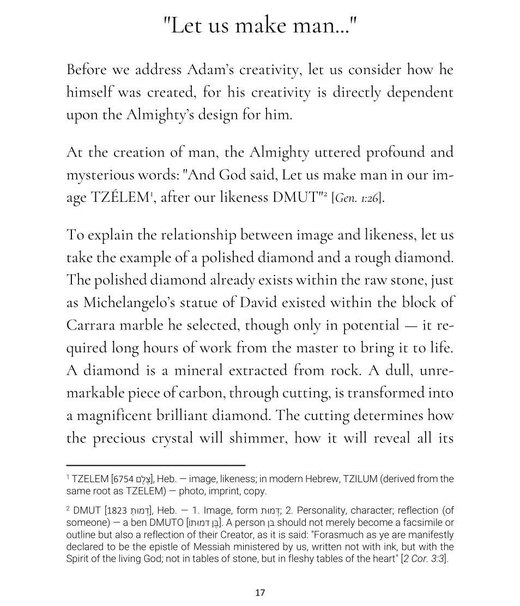 "Let us make man..."
Before we address Adam's creativity, let us consider how he
himself was created, for his creativity is directly dependent
upon the Almighty's design for him.
At the creation of man, the Almighty uttered profound and
mysterious words: "And God said, Let us make man in our im-
age TZÉLEM¹, after our likeness DMUT"² [Gen. 1:26].
To explain the relationship between image and likeness, let us
take the example of a polished diamond and a rough diamond.
The polished diamond already exists within the raw stone, just
as Michelangelo's statue of David existed within the block of
Carrara marble he selected, though only in potential — it re-
quired long hours of work from the master to bring it to life.
A diamond is a mineral extracted from rock. A dull, unre-
markable piece of carbon, through cutting, is transformed into
a magnificent brilliant diamond. The cutting determines how
the precious crystal will shimmer, how it will reveal all its
¹ TZELEM [6754 צֶלֶם], Heb. – image, likeness; in modern Hebrew, TZILUM (derived from the
same root as TZELEM) – photo, imprint, copy.
² DMUT [1823 דְּמוּת], Heb. – 1. Image, form דְּמוּת; 2. Personality, character; reflection (of
someone) – a ben DMUTO [בֶּן דְּמוּתוֹ]. A person בן should not merely become a facsimile or
outline but also a reflection of their Creator, as it is said: "Forasmuch as ye are manifestly
declared to be the epistle of Messiah ministered by us, written not with ink, but with the
Spirit of the living God; not in tables of stone, but in fleshy tables of the heart" [2 Cor. 3:3].
17